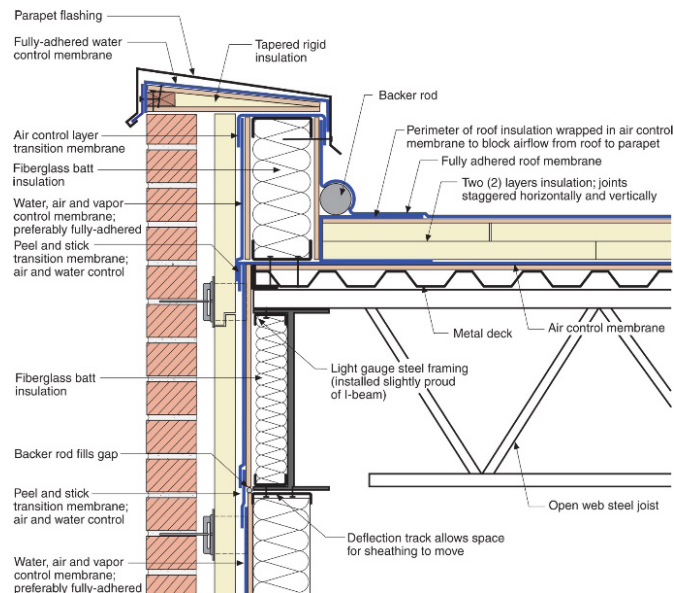 Parapet flashing
Fully-adhered water
control membrane
Tapered rigid
insulation
Backer rod
Air control layer
transition membrane
Perimeter of roof insulation wrapped in air control
membrane to block airflow from roof to parapet
Fiberglass batt
insulation
Fully adhered roof membrane
Two (2) layers insulation; joints
staggered horizontally and vertically
Water, air and vapor
control membrane;
preferably fully-adhered
Peel and stick
transition membrane;
air and water control
Metal deck
Air control membrane
Fiberglass batt
insulation
Light gauge steel framing
(installed slightly proud
of I-beam)
Backer rod fills gap
Peel and stick
transition membrane;
air and water control
Open web steel joist
Deflection track allows space
for sheathing to move
Water, air and vapor
control membrane;
preferably fully-adhered